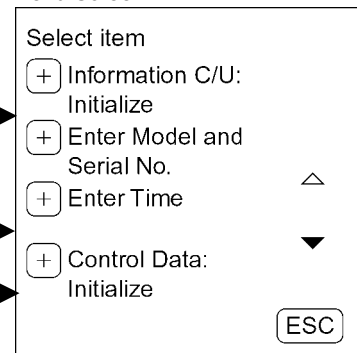 Select item
+ Information C/U:
Initialize
+ Enter Model and
Serial No.
+ Enter Time
+ Control Data:
Initialize
ESC